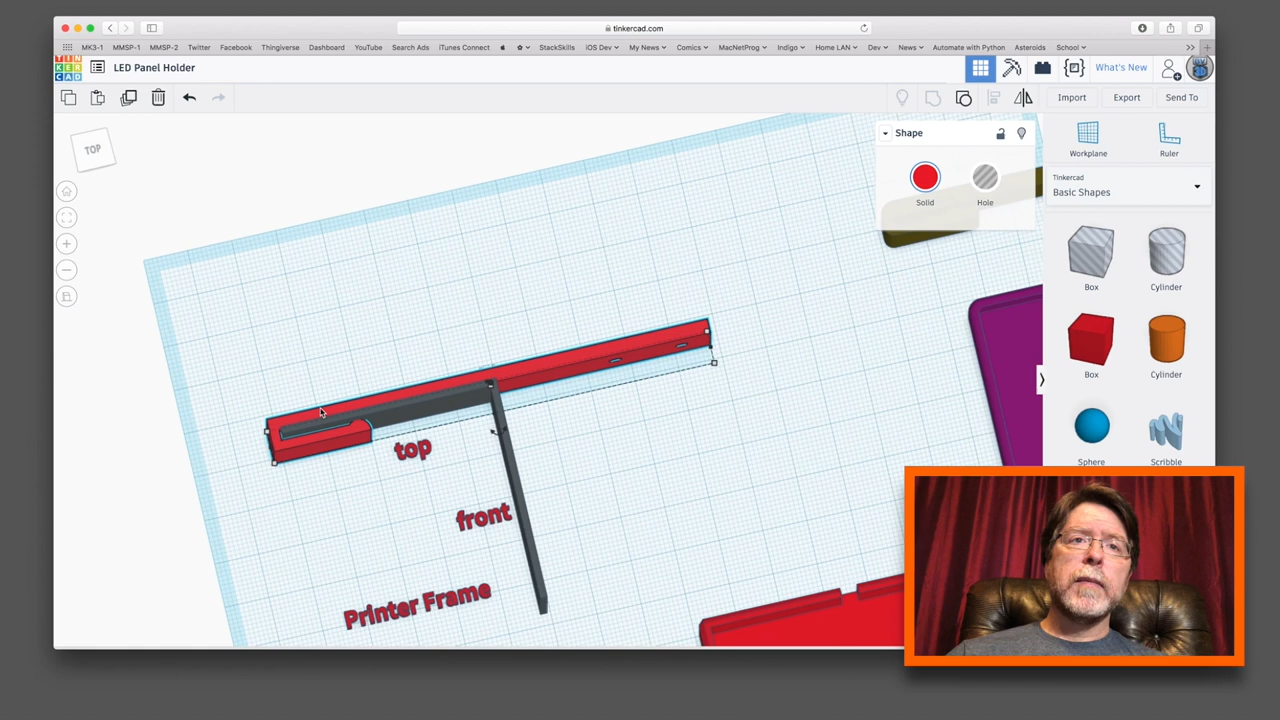 tinkercad.com
MK3-1 MMSP-1 MMSP-2 Twitter Facebook Thingiverse Dashboard YouTube Search Ads iTunes Connect StackSkills iOS Dev My News Comics MacNetProg Indigo Home LAN Dev News Automate with Python Asteroids School
TIN
KER
CAD
LED Panel Holder
What's New
Import Export Send To
TOP
Shape
Solid Hole
Workplane Ruler
Tinkercad
Basic Shapes
Box Cylinder
Box Cylinder
Sphere Scribble
top
front
Printer Frame